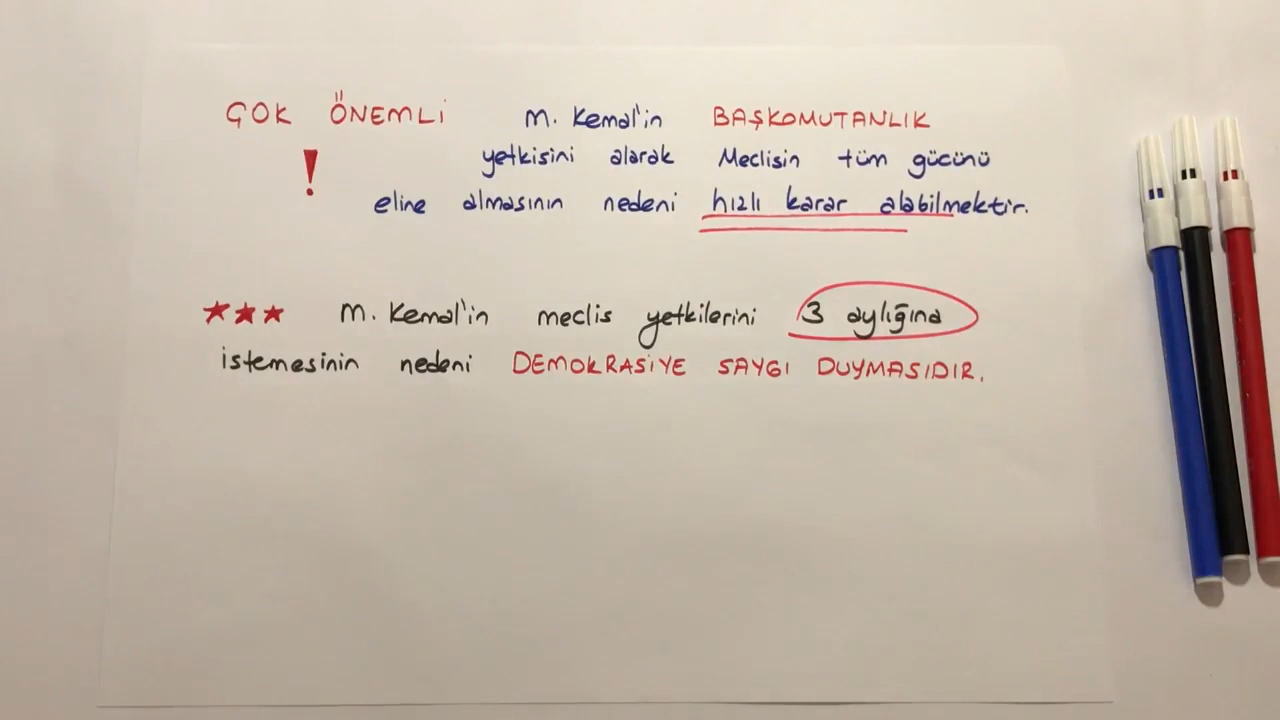 ÇOK ÖNEMLİ M. Kemal'in BAŞKOMUTANLIK
! yetkisini alarak Meclisin tüm gücünü
eline almasının nedeni hızlı karar alabilmektir.
★★★ M. Kemal'in meclis yetkilerini 3 aylığına
istemesinin nedeni DEMOKRASİYE SAYGI DUYMASIDIR.